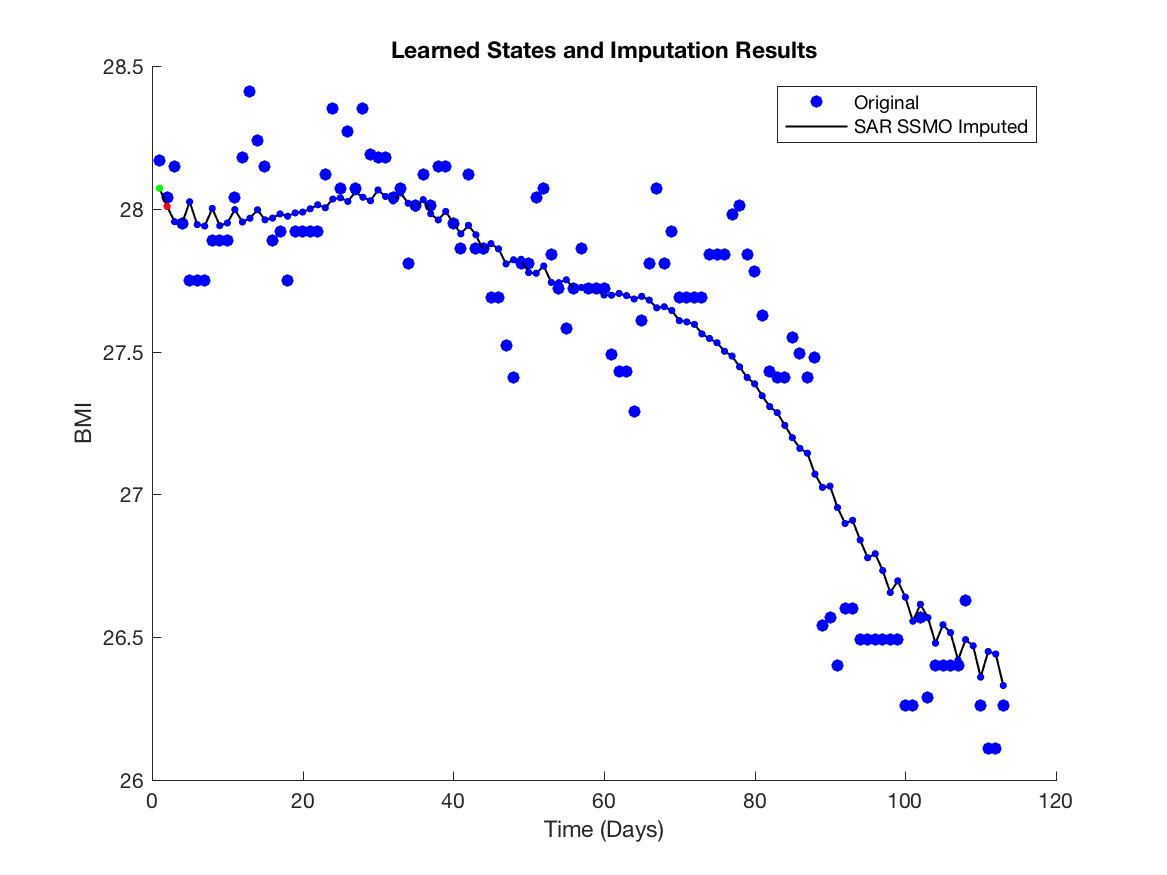 Learned States and Imputation Results
28.5
28
27.5
27
26.5
26
BMI
Original
SAR SSMO Imputed
0
20
40
60
80
100
120
Time (Days)